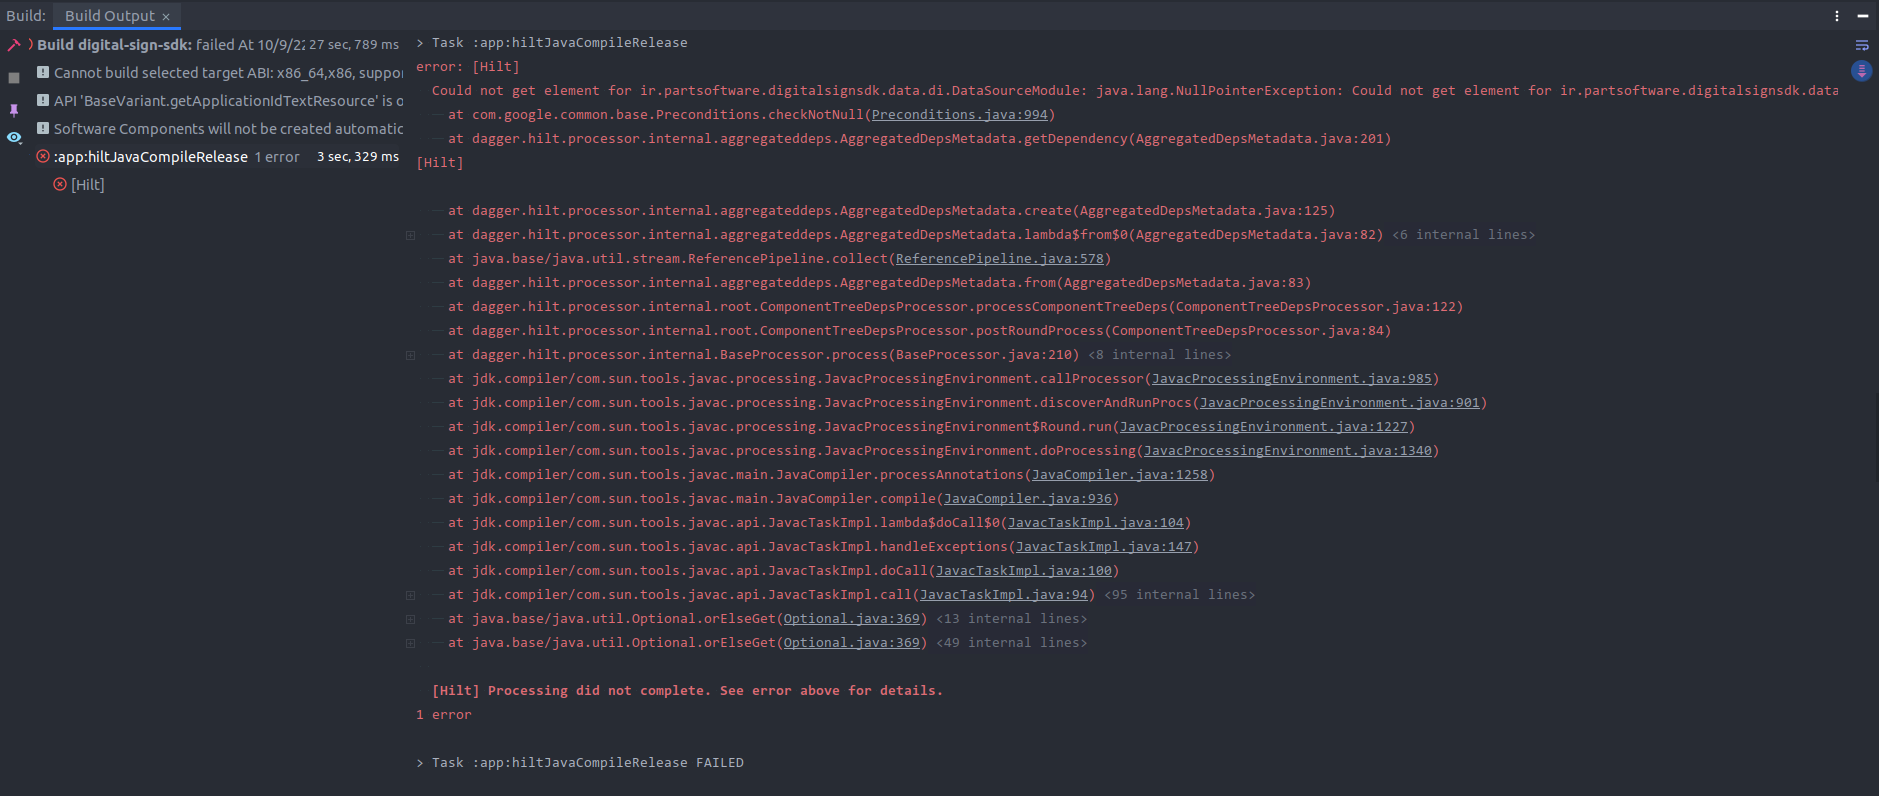 Build: Build Output ×
Build digital-sign-sdk: failed At 10/9/22 27 sec, 789 ms
Cannot build selected target ABI: x86_64,x86, suppor
API 'BaseVariant.getApplicationIdTextResource' is o
Software Components will not be created automatic
:app:hiltJavaCompileRelease 1 error 3 sec, 329 ms
[Hilt]
> Task :app:hiltJavaCompileRelease
error: [Hilt]
Could not get element for ir.partsoftware.digitalsignsdk.data.di.DataSourceModule: java.lang.NullPointerException: Could not get element for ir.partsoftware.digitalsignsdk.data
at com.google.common.base.Preconditions.checkNotNull(Preconditions.java:994)
at dagger.hilt.processor.internal.aggregateddeps.AggregatedDepsMetadata.getDependency(AggregatedDepsMetadata.java:201)
[Hilt]
at dagger.hilt.processor.internal.aggregateddeps.AggregatedDepsMetadata.create(AggregatedDepsMetadata.java:125)
at dagger.hilt.processor.internal.aggregateddeps.AggregatedDepsMetadata.lambda$from$0(AggregatedDepsMetadata.java:82) <6 internal lines>
at java.base/java.util.stream.ReferencePipeline.collect(ReferencePipeline.java:578)
at dagger.hilt.processor.internal.aggregateddeps.AggregatedDepsMetadata.from(AggregatedDepsMetadata.java:83)
at dagger.hilt.processor.internal.root.ComponentTreeDepsProcessor.processComponentTreeDeps(ComponentTreeDepsProcessor.java:122)
at dagger.hilt.processor.internal.root.ComponentTreeDepsProcessor.postRoundProcess(ComponentTreeDepsProcessor.java:84)
at dagger.hilt.processor.internal.BaseProcessor.process(BaseProcessor.java:210) <8 internal lines>
at jdk.compiler/com.sun.tools.javac.processing.JavacProcessingEnvironment.callProcessor(JavacProcessingEnvironment.java:985)
at jdk.compiler/com.sun.tools.javac.processing.JavacProcessingEnvironment.discoverAndRunProcs(JavacProcessingEnvironment.java:901)
at jdk.compiler/com.sun.tools.javac.processing.JavacProcessingEnvironment$Round.run(JavacProcessingEnvironment.java:1227)
at jdk.compiler/com.sun.tools.javac.processing.JavacProcessingEnvironment.doProcessing(JavacProcessingEnvironment.java:1340)
at jdk.compiler/com.sun.tools.javac.main.JavaCompiler.processAnnotations(JavaCompiler.java:1258)
at jdk.compiler/com.sun.tools.javac.main.JavaCompiler.compile(JavaCompiler.java:936)
at jdk.compiler/com.sun.tools.javac.api.JavacTaskImpl.lambda$doCall$0(JavacTaskImpl.java:104)
at jdk.compiler/com.sun.tools.javac.api.JavacTaskImpl.handleExceptions(JavacTaskImpl.java:147)
at jdk.compiler/com.sun.tools.javac.api.JavacTaskImpl.doCall(JavacTaskImpl.java:100)
at jdk.compiler/com.sun.tools.javac.api.JavacTaskImpl.call(JavacTaskImpl.java:94) <95 internal lines>
at java.base/java.util.Optional.orElseGet(Optional.java:369) <13 internal lines>
at java.base/java.util.Optional.orElseGet(Optional.java:369) <49 internal lines>
[Hilt] Processing did not complete. See error above for details.
1 error
> Task :app:hiltJavaCompileRelease FAILED